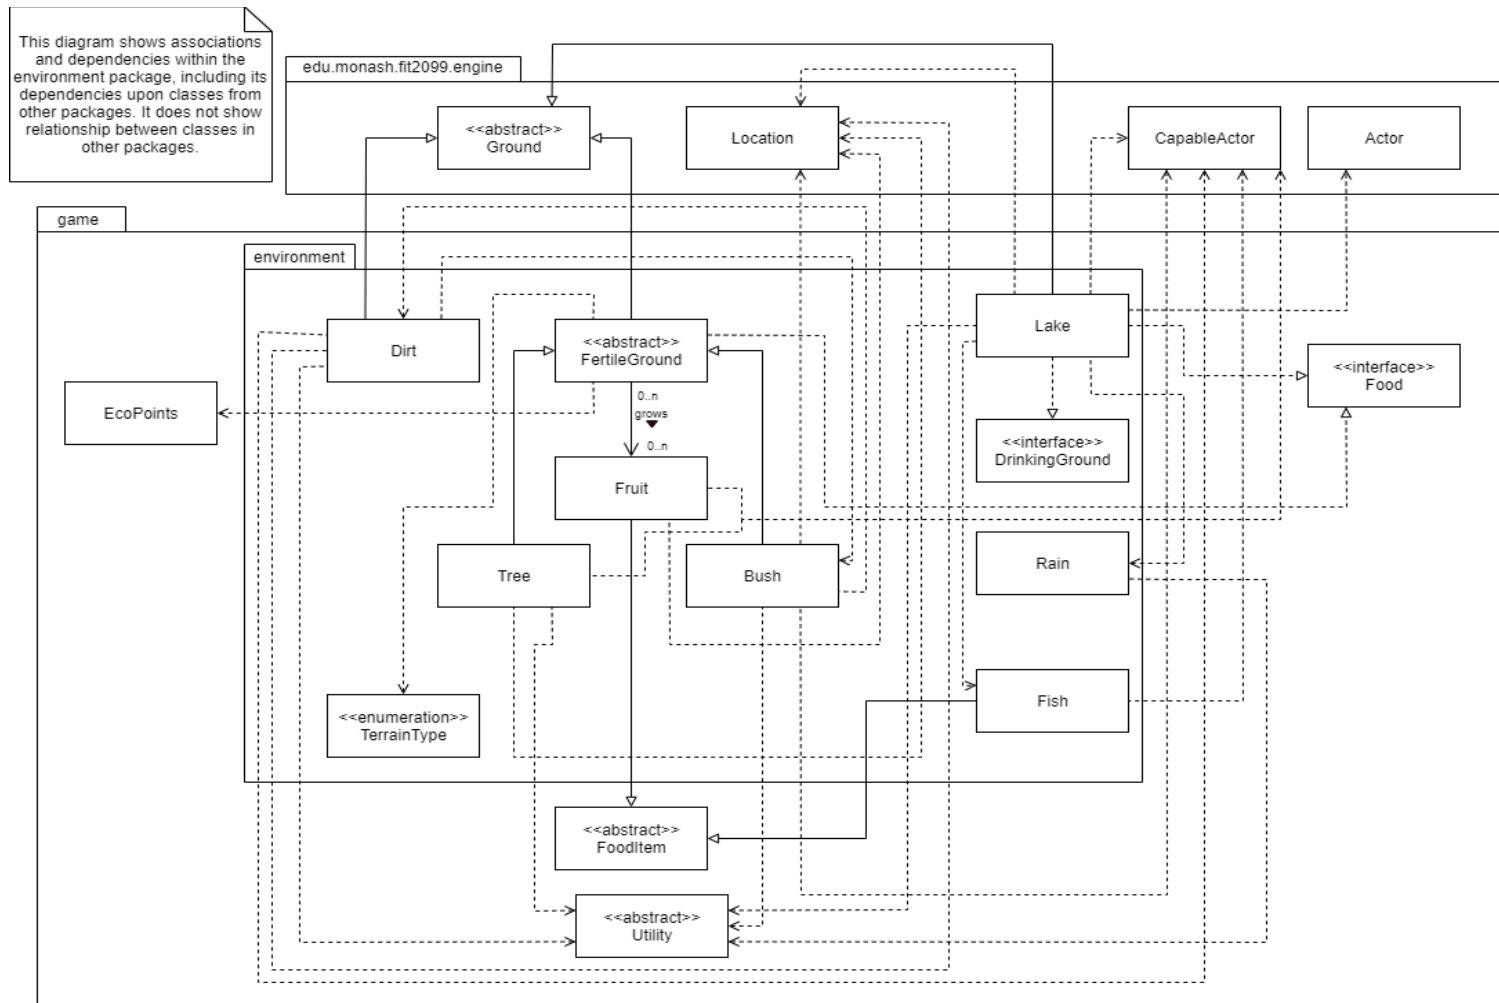 This diagram shows associations
and dependencies within the
environment package, including its
dependencies upon classes from
other packages. It does not show
relationship between classes in
other packages.
edu.monash.fit2099.engine
<<abstract>>
Ground
Location
CapableActor
Actor
game
environment
Dirt
<<abstract>>
FertileGround
Lake
<<interface>>
Food
EcoPoints
0..n
grows
0..n
<<interface>>
DrinkingGround
Fruit
Tree
Bush
Rain
<<enumeration>>
TerrainType
Fish
<<abstract>>
FoodItem
<<abstract>>
Utility